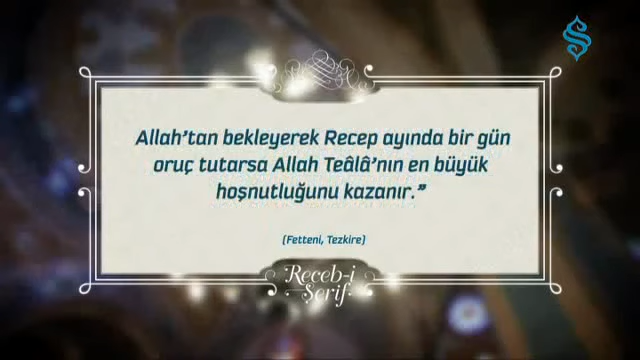 Allah’tan bekleyerek Recep ayında bir gün
oruç tutarsa Allah Teâlâ’nın en büyük
hoşnutluğunu kazanır.”
(Fetteni, Tezkire)
Receb-i
Şerif